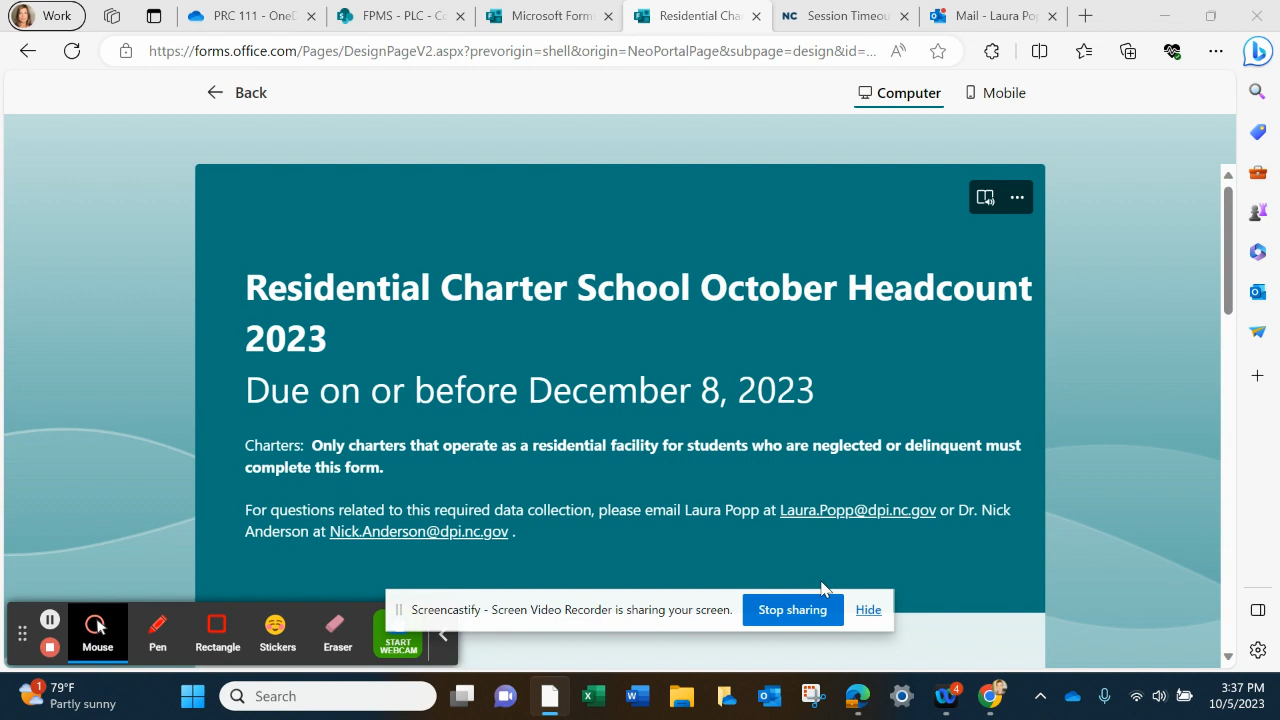 PRC 111 - OneD
FPMS - PLC - Co
Microsoft Form
Residential Cha
NC Session Timeou
Mail - Laura Po
https://forms.office.com/Pages/DesignPageV2.aspx?prevorigin=shell&origin=NeoPortalPage&subpage=design&id=...
Back
Computer
Mobile
Residential Charter School October Headcount
2023
Due on or before December 8, 2023
Charters: Only charters that operate as a residential facility for students who are neglected or delinquent must
complete this form.
For questions related to this required data collection, please email Laura Popp at Laura.Popp@dpi.nc.gov or Dr. Nick
Anderson at Nick.Anderson@dpi.nc.gov .
Screencastify - Screen Video Recorder is sharing your screen.
Stop sharing
Hide
Mouse
Pen
Rectangle
Stickers
Eraser
START
WEBCAM
1
79°F
Partly sunny
Search
4
3:37 PM
10/5/2023